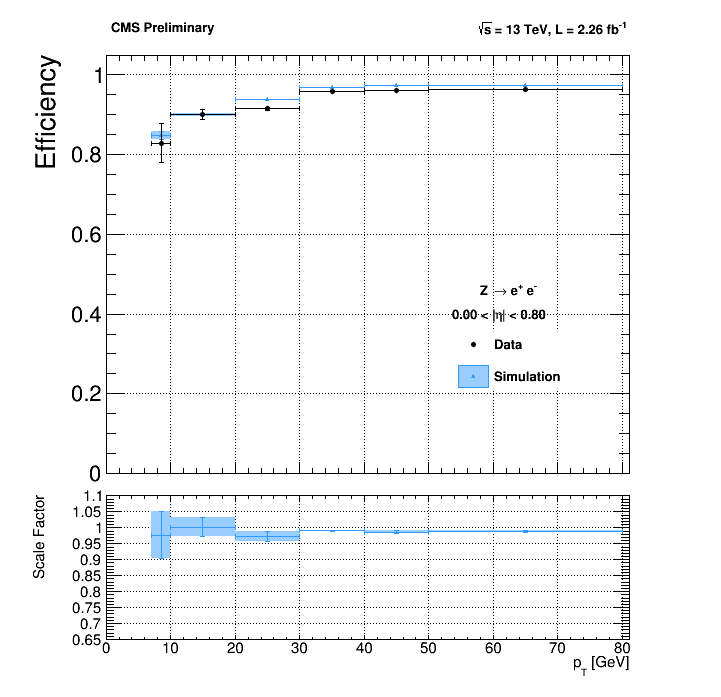 CMS Preliminary
√s = 13 TeV, L = 2.26 fb⁻¹
Efficiency
1
0.8
0.6
0.4
0.2
0
Z → e⁺ e⁻
0.00 < |η| < 0.80
Data
Simulation
Scale Factor
1.1
1.05
1
0.95
0.9
0.85
0.8
0.75
0.7
0.65
0 10 20 30 40 50 60 70 80
p_T [GeV]